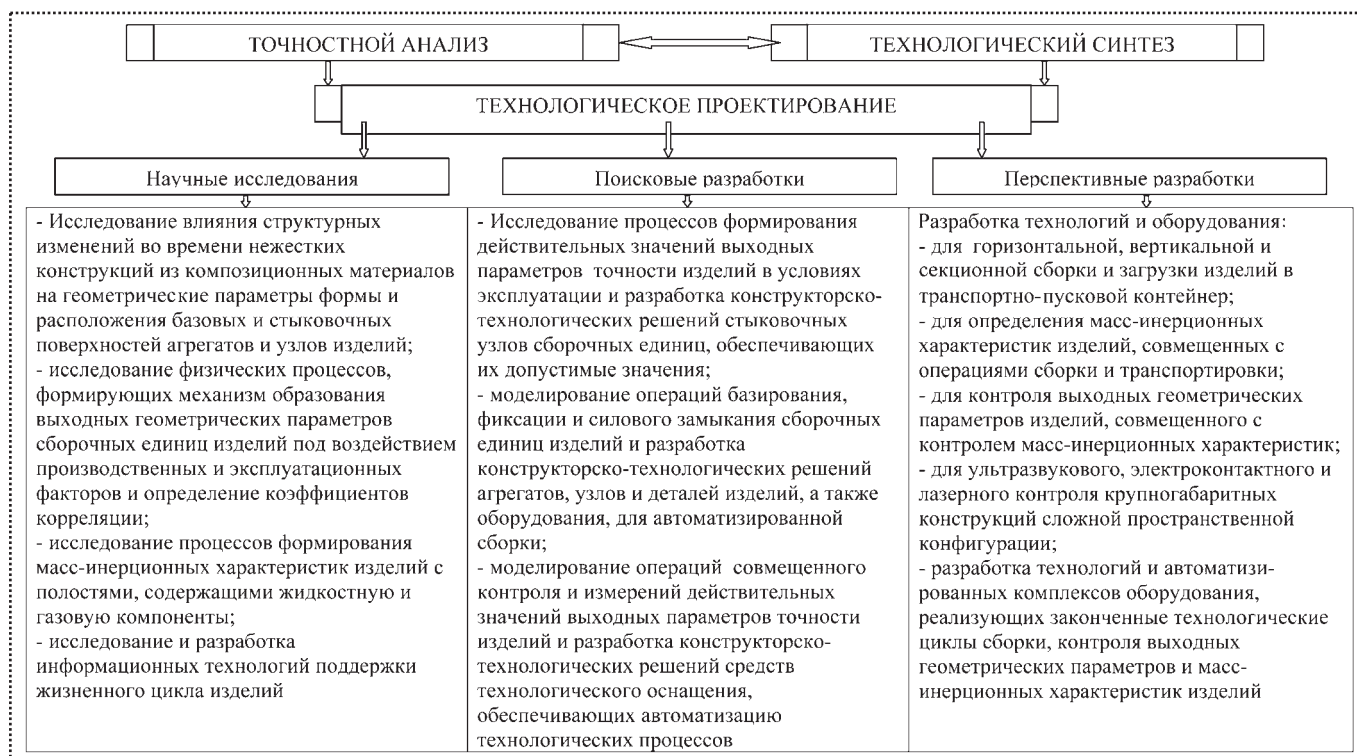 ТОЧНОСТНОЙ АНАЛИЗ
ТЕХНОЛОГИЧЕСКИЙ СИНТЕЗ
ТЕХНОЛОГИЧЕСКОЕ ПРОЕКТИРОВАНИЕ
Научные исследования
Поисковые разработки
Перспективные разработки
- Исследование влияния структурных
изменений во времени нежестких
конструкций из композиционных материалов
на геометрические параметры формы и
расположения базовых и стыковочных
поверхностей агрегатов и узлов изделий;
- исследование физических процессов,
формирующих механизм образования
выходных геометрических параметров
сборочных единиц изделий под воздействием
производственных и эксплуатационных
факторов и определение коэффициентов
корреляции;
- исследование процессов формирования
масс-инерционных характеристик изделий с
полостями, содержащими жидкостную и
газовую компоненты;
- исследование и разработка
информационных технологий поддержки
жизненного цикла изделий
- Исследование процессов формирования
действительных значений выходных
параметров точности изделий в условиях
эксплуатации и разработка конструкторско-
технологических решений стыковочных
узлов сборочных единиц, обеспечивающих
их допустимые значения;
- моделирование операций базирования,
фиксации и силового замыкания сборочных
единиц изделий и разработка
конструкторско-технологических решений
агрегатов, узлов и деталей изделий, а также
оборудования, для автоматизированной
сборки;
- моделирование операций совмещенного
контроля и измерений действительных
значений выходных параметров точности
изделий и разработка конструкторско-
технологических решений средств
технологического оснащения,
обеспечивающих автоматизацию
технологических процессов
Разработка технологий и оборудования:
- для горизонтальной, вертикальной и
секционной сборки и загрузки изделий в
транспортно-пусковой контейнер;
- для определения масс-инерционных
характеристик изделий, совмещенных с
операциями сборки и транспортировки;
- для контроля выходных геометрических
параметров изделий, совмещенного с
контролем масс-инерционных характеристик;
- для ультразвукового, электроконтактного и
лазерного контроля крупногабаритных
конструкций сложной пространственной
конфигурации;
- разработка технологий и автоматизи-
рованных комплексов оборудования,
реализующих законченные технологические
циклы сборки, контроля выходных
геометрических параметров и масс-
инерционных характеристик изделий